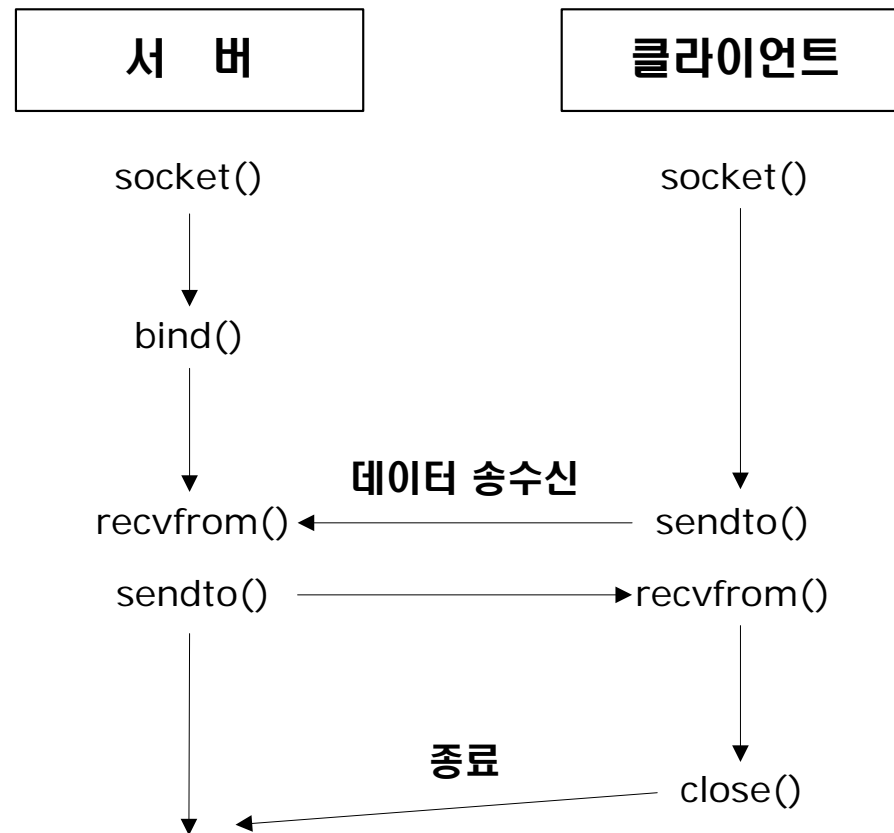 서 버
클라이언트
socket()
socket()
bind()
데이터 송수신
recvfrom()
sendto()
sendto()
recvfrom()
종료
close()